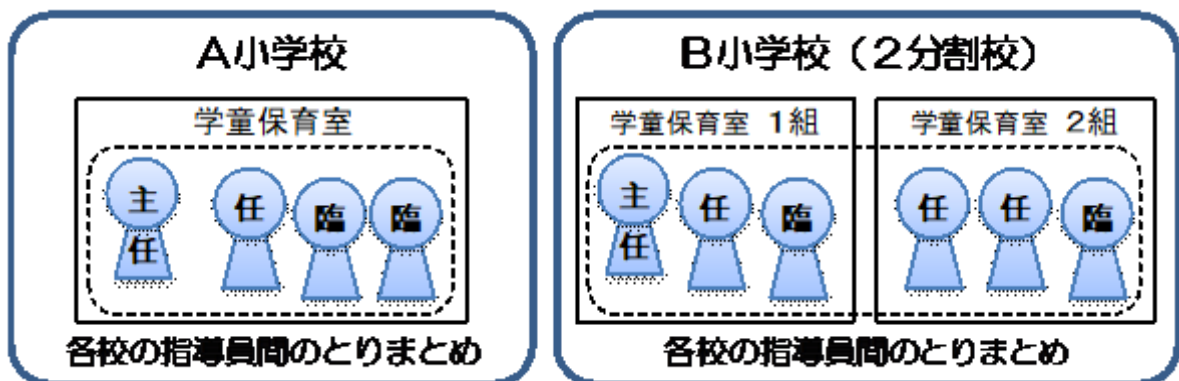 A小学校
学童保育室
主任
任
臨
臨
各校の指導員間のとりまとめ
B小学校（２分割校）
学童保育室 1組
主任
任
臨
学童保育室 2組
任
任
臨
各校の指導員間のとりまとめ